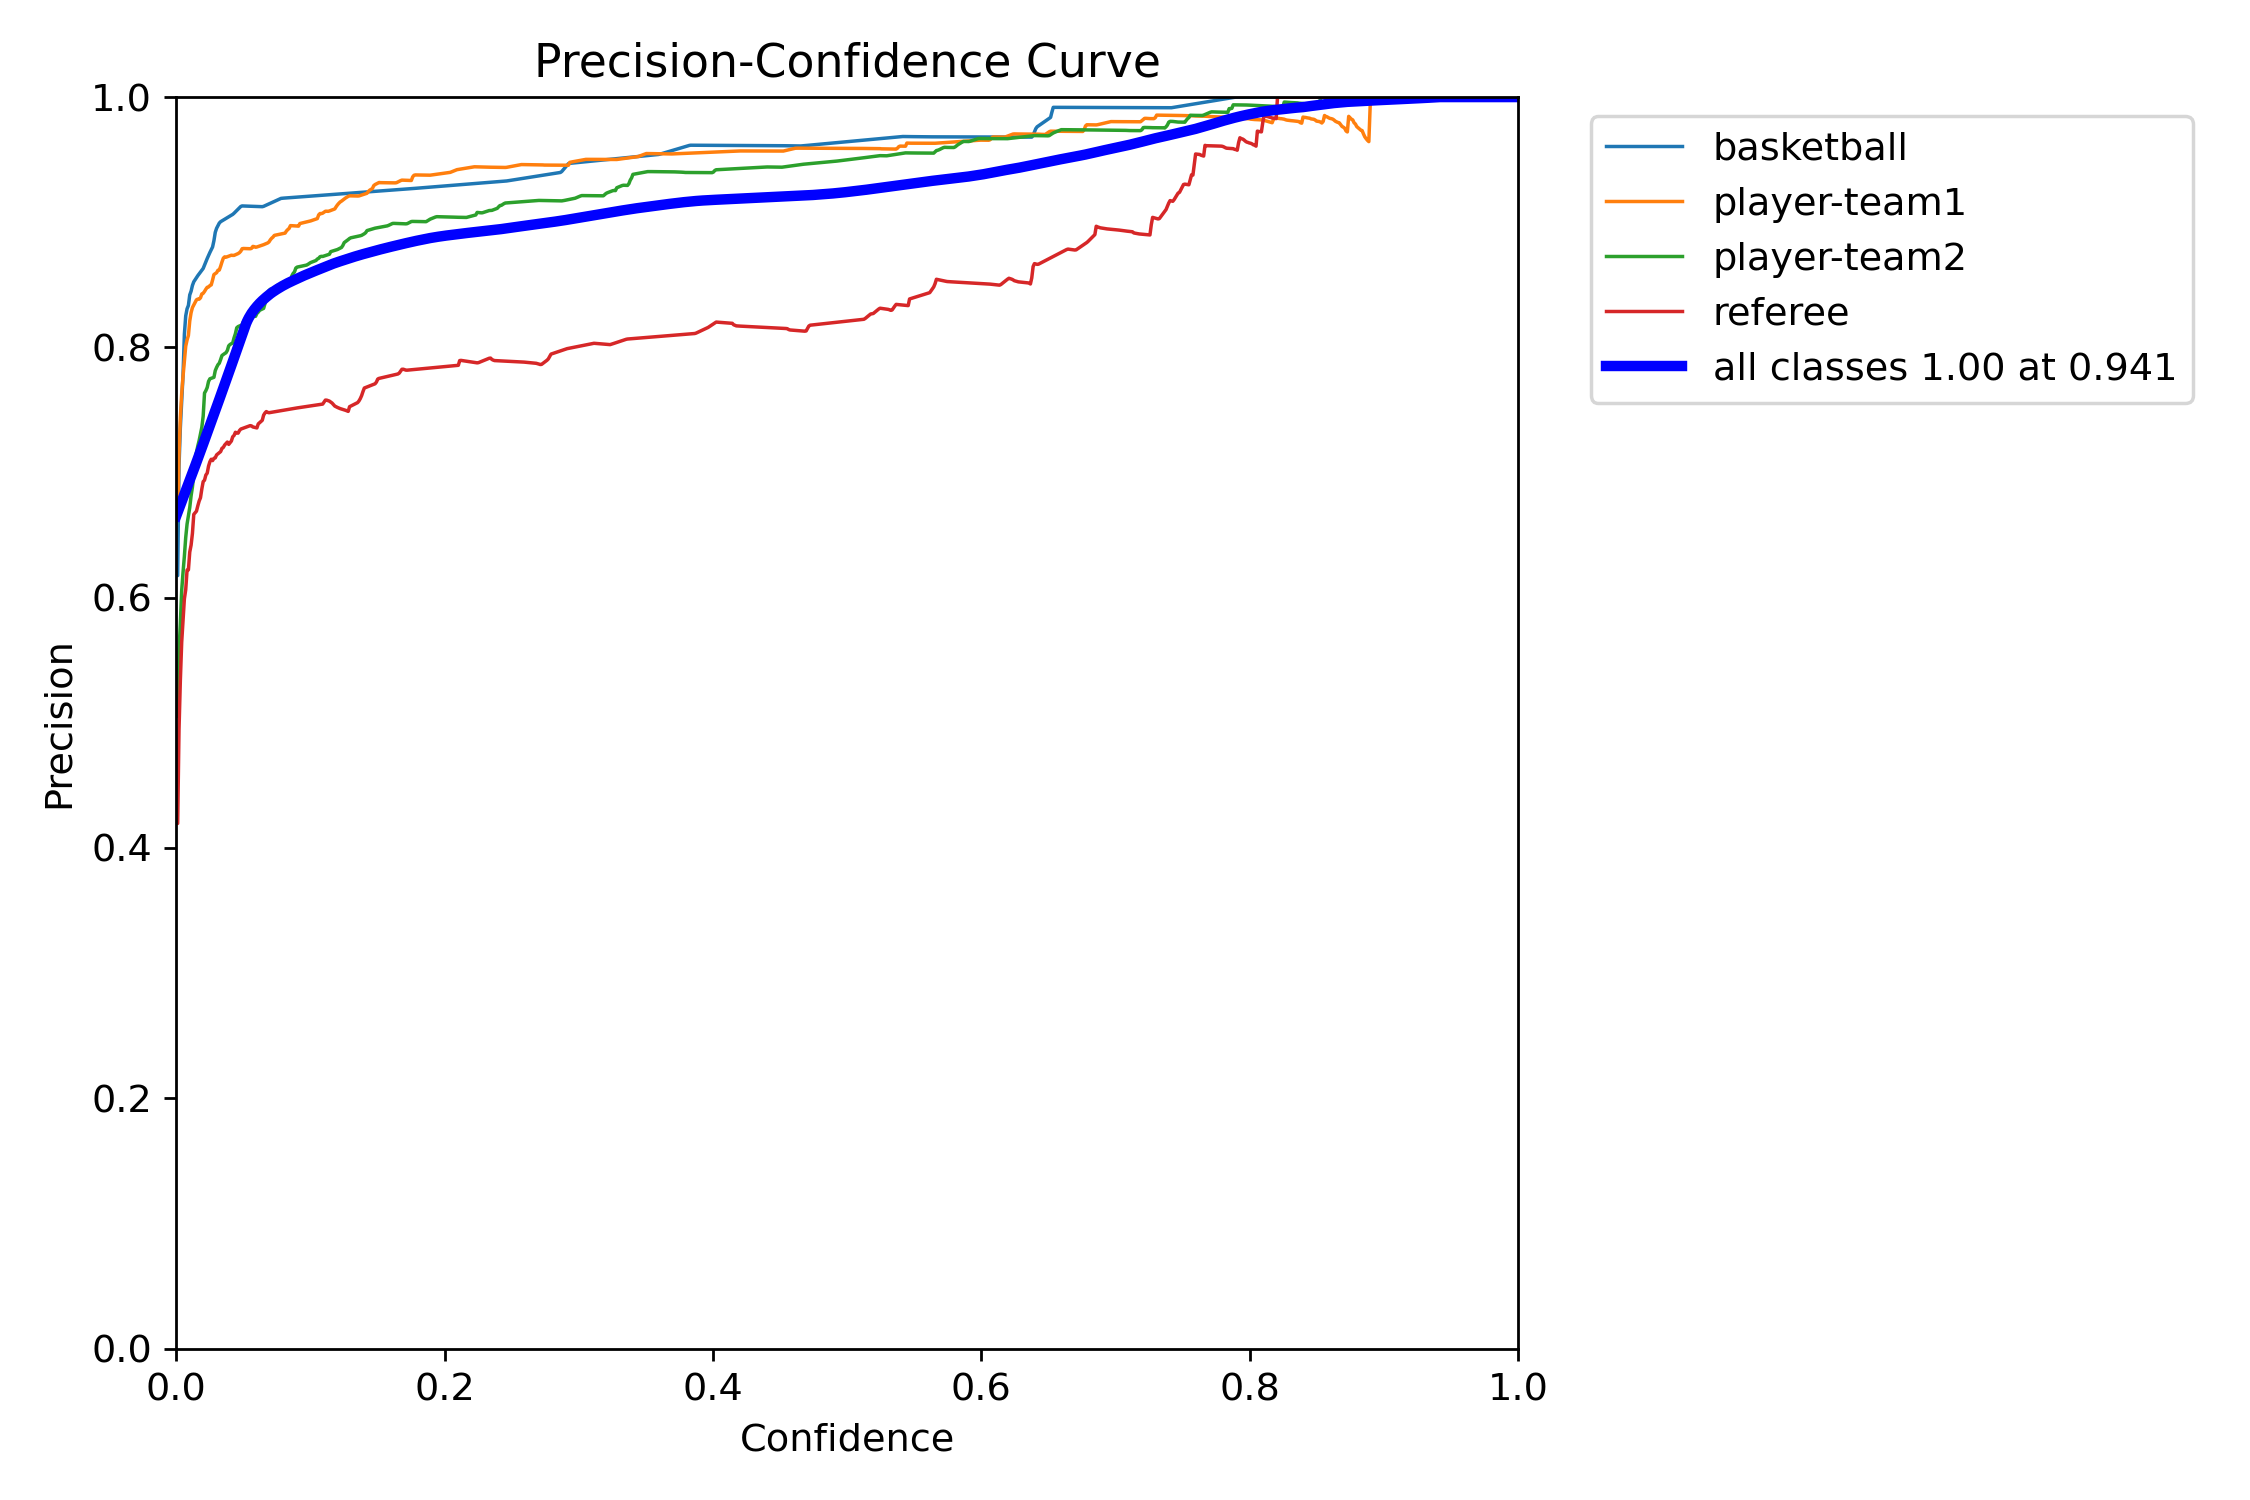 Precision-Confidence Curve
1.0
0.8
0.6
0.4
0.2
0.0
Precision
0.0 0.2 0.4 0.6 0.8 1.0
Confidence
basketball
player-team1
player-team2
referee
all classes 1.00 at 0.941